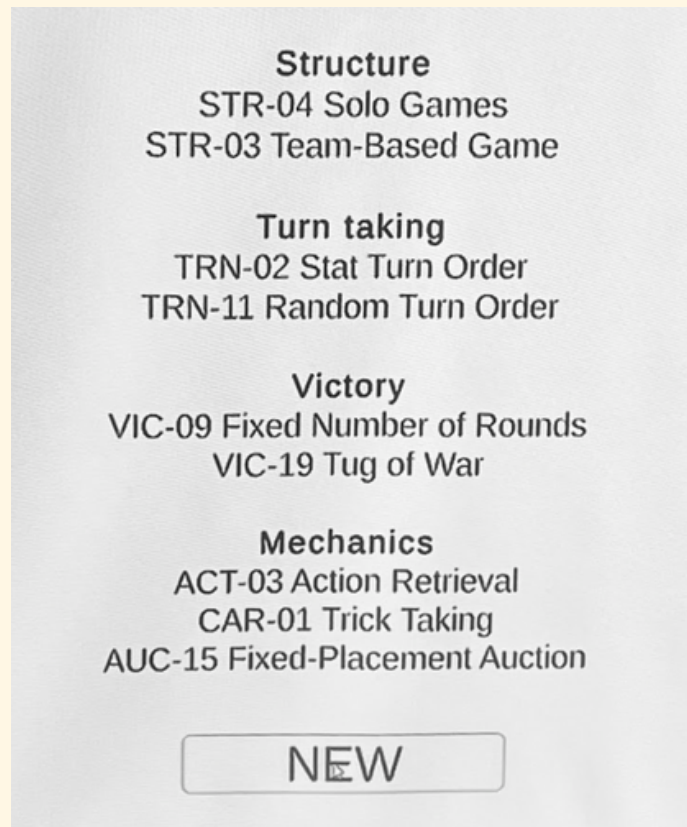 Structure
STR-04 Solo Games
STR-03 Team-Based Game
Turn taking
TRN-02 Stat Turn Order
TRN-11 Random Turn Order
Victory
VIC-09 Fixed Number of Rounds
VIC-19 Tug of War
Mechanics
ACT-03 Action Retrieval
CAR-01 Trick Taking
AUC-15 Fixed-Placement Auction
NEW